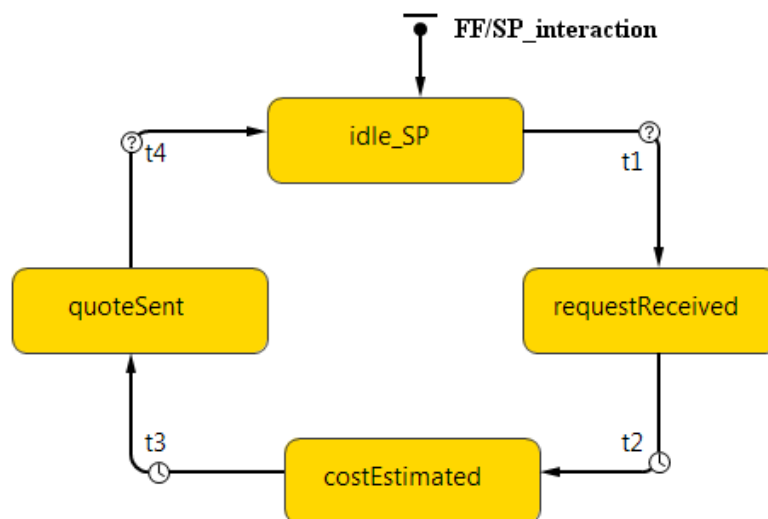 FF/SP_interaction
idle_SP
t4
t1
quoteSent
requestReceived
t3
t2
costEstimated